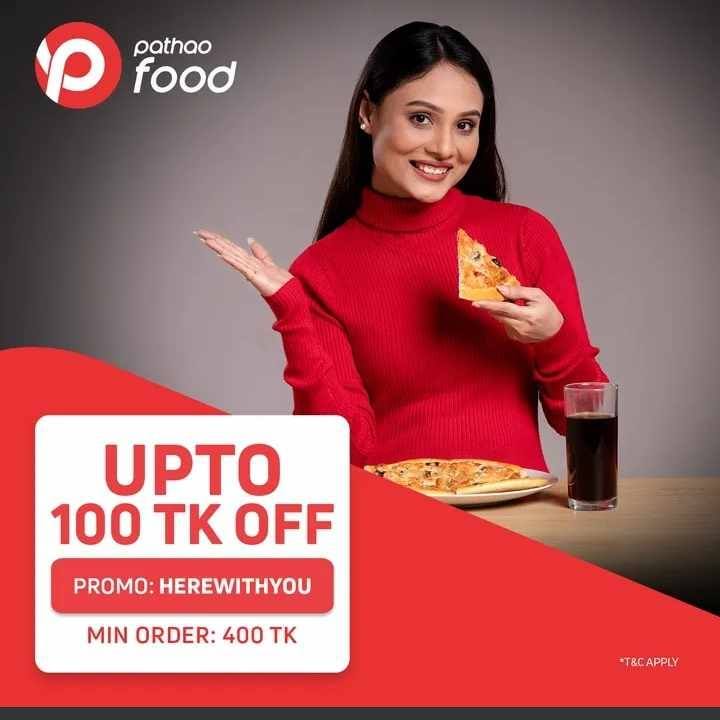 pathao
food
UPTO
100 TK OFF
PROMO: HEREWITHYOU
MIN ORDER: 400 TK
*T&C APPLY